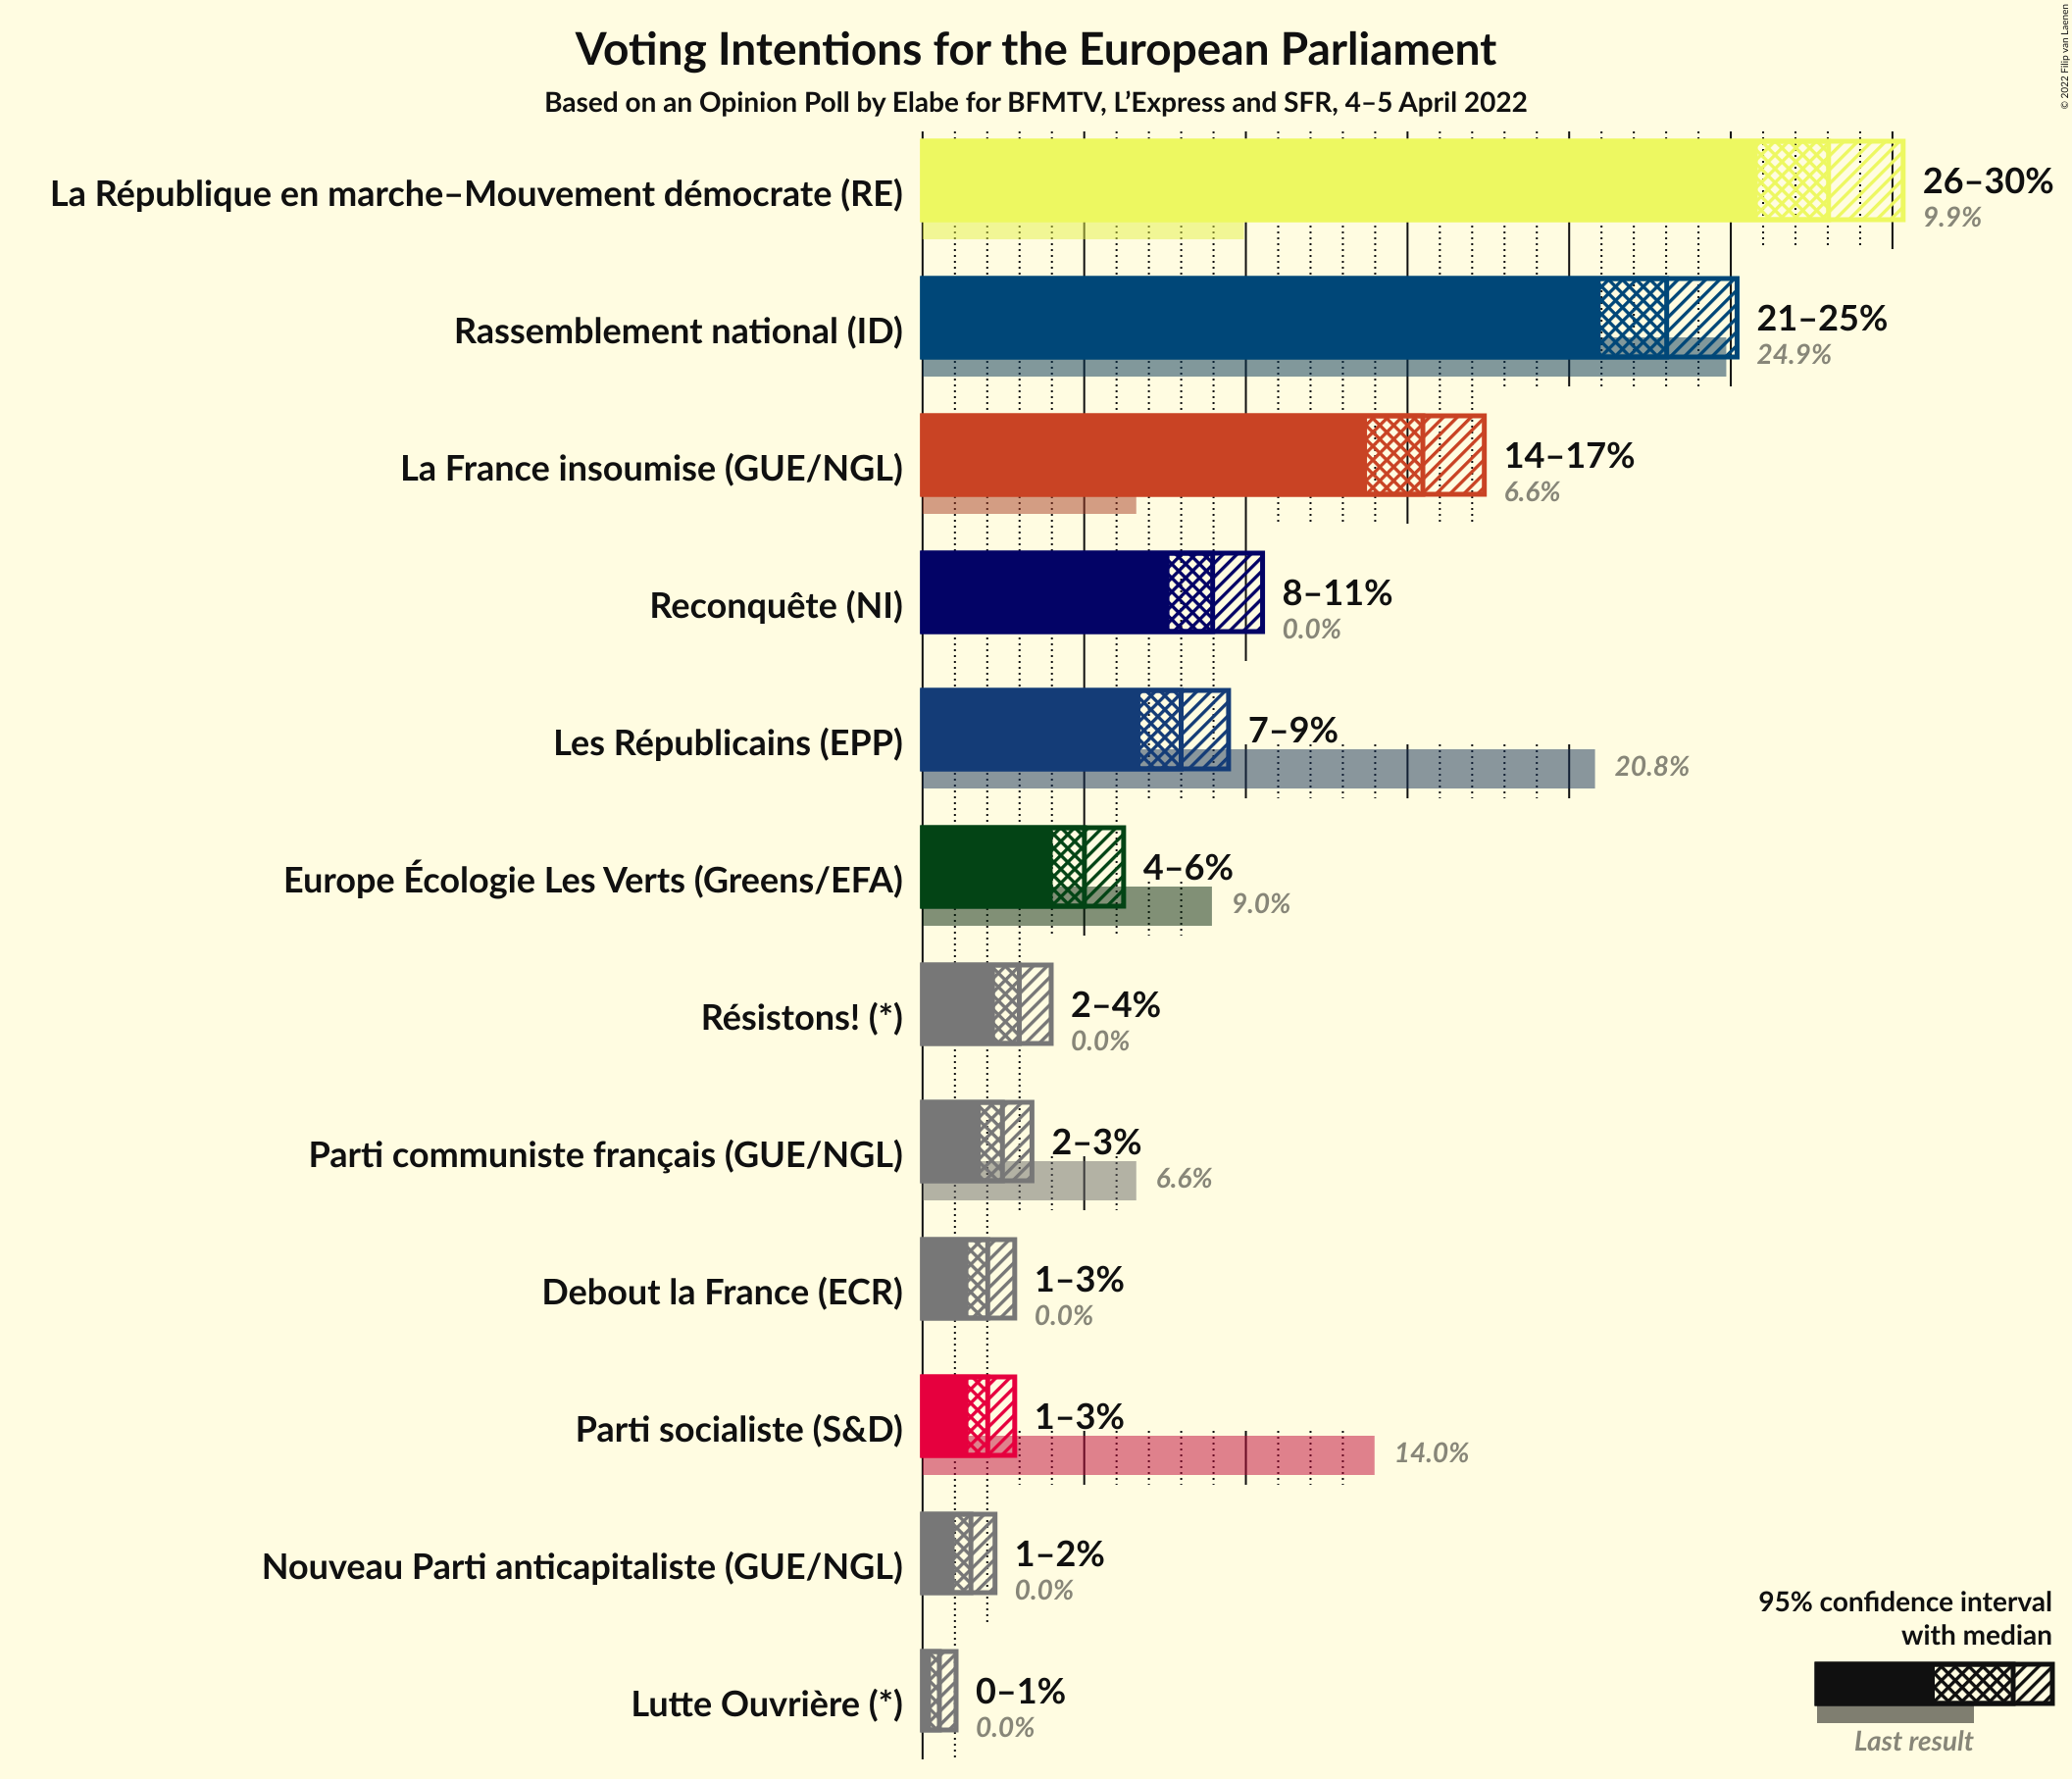 Voting Intentions for the European Parliament
Based on an Opinion Poll by Elabe for BFMTV, L’Express and SFR, 4–5 April 2022
© 2022 Filip van Laenen
La République en marche–Mouvement démocrate (RE)
26–30%
9.9%
Rassemblement national (ID)
21–25%
24.9%
La France insoumise (GUE/NGL)
14–17%
6.6%
Reconquête (NI)
8–11%
0.0%
Les Républicains (EPP)
7–9%
20.8%
Europe Écologie Les Verts (Greens/EFA)
4–6%
9.0%
Résistons! (*)
2–4%
0.0%
Parti communiste français (GUE/NGL)
2–3%
6.6%
Debout la France (ECR)
1–3%
0.0%
Parti socialiste (S&D)
1–3%
14.0%
Nouveau Parti anticapitaliste (GUE/NGL)
1–2%
0.0%
Lutte Ouvrière (*)
0–1%
0.0%
95% confidence interval
with median
Last result